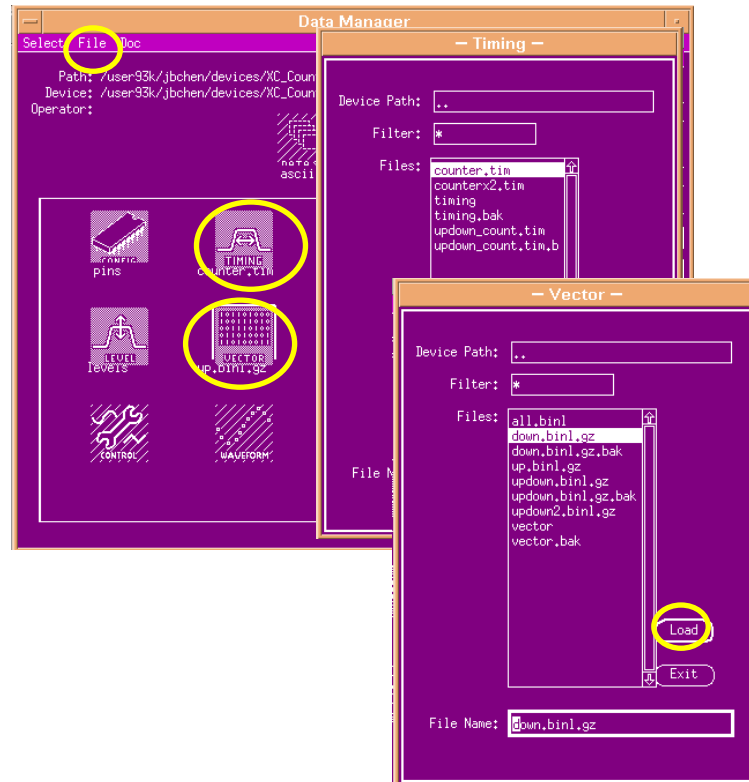 Data Manager
Select File Doc
Path: /user93k/jbchen/devices/XC_Coun
Device: /user93k/jbchen/devices/XC_Coun
Operator:
ascii
CONFIG
pins
TIMING
counter.tim
LEVEL
levels
VECTOR
up.binl.gz
CONTROL
WAVEFORM
— Timing —
Device Path: ..
Filter: *
Files:
counter.tim
counterx2.tim
timing
timing.bak
updown_count.tim
updown_count.tim.b
File N
— Vector —
Device Path: ..
Filter: *
Files:
all.binl
down.binl.gz
down.binl.gz.bak
up.binl.gz
updown.binl.gz
updown.binl.gz.bak
updown2.binl.gz
vector
vector.bak
Load
Exit
File Name: down.binl.gz